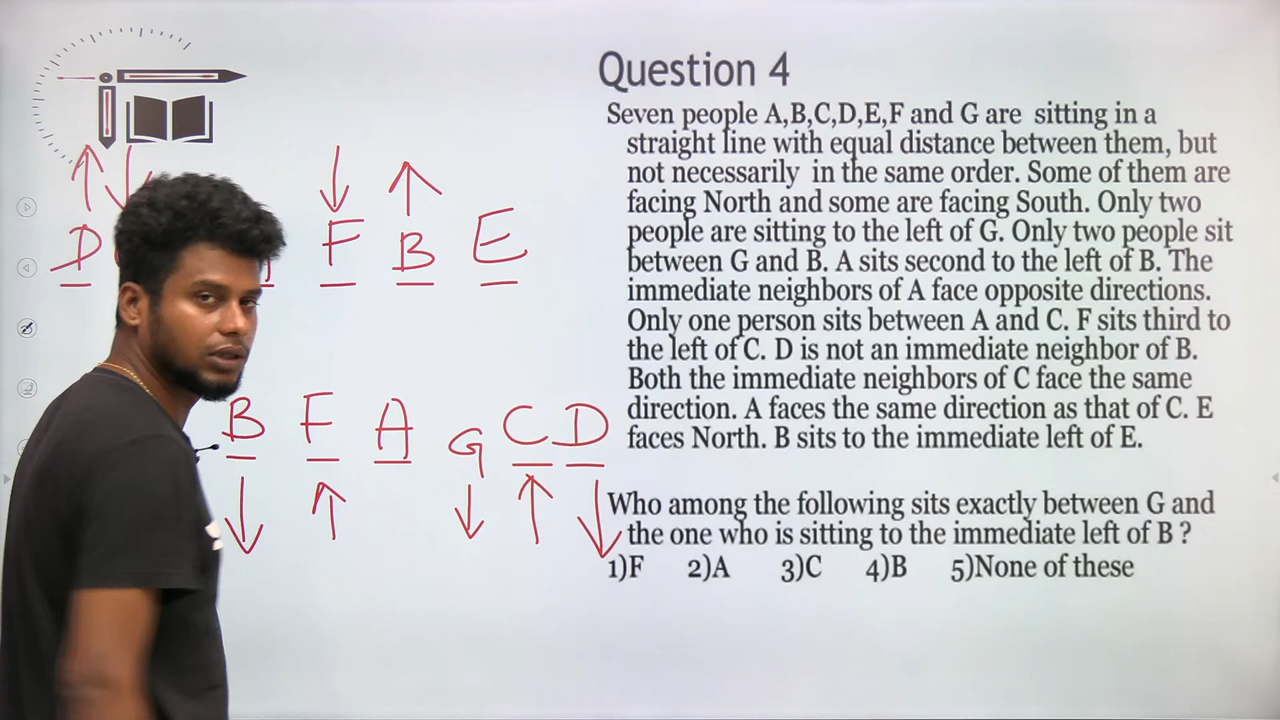 Question 4
Seven people A,B,C,D,E,F and G are sitting in a
straight line with equal distance between them, but
not necessarily in the same order. Some of them are
facing North and some are facing South. Only two
people are sitting to the left of G. Only two people sit
between G and B. A sits second to the left of B. The
immediate neighbors of A face opposite directions.
Only one person sits between A and C. F sits third to
the left of C. D is not an immediate neighbor of B.
Both the immediate neighbors of C face the same
direction. A faces the same direction as that of C. E
faces North. B sits to the immediate left of E.
Who among the following sits exactly between G and
the one who is sitting to the immediate left of B ?
1)F 2)A 3)C 4)B 5)None of these
D F B E
B F A G C D